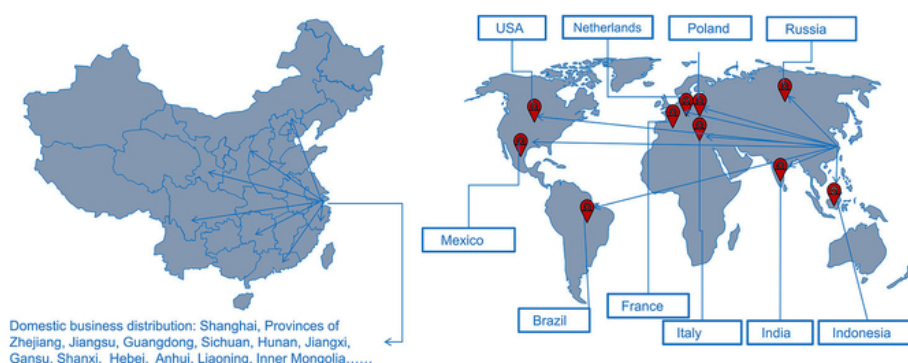 USA
Netherlands
Poland
Russia
Mexico
Brazil
France
Italy
India
Indonesia
Domestic business distribution: Shanghai, Provinces of
Zhejiang, Jiangsu, Guangdong, Sichuan, Hunan, Jiangxi,
Gansu, Shanxi, Hebei, Anhui, Liaoning, Inner Mongolia……